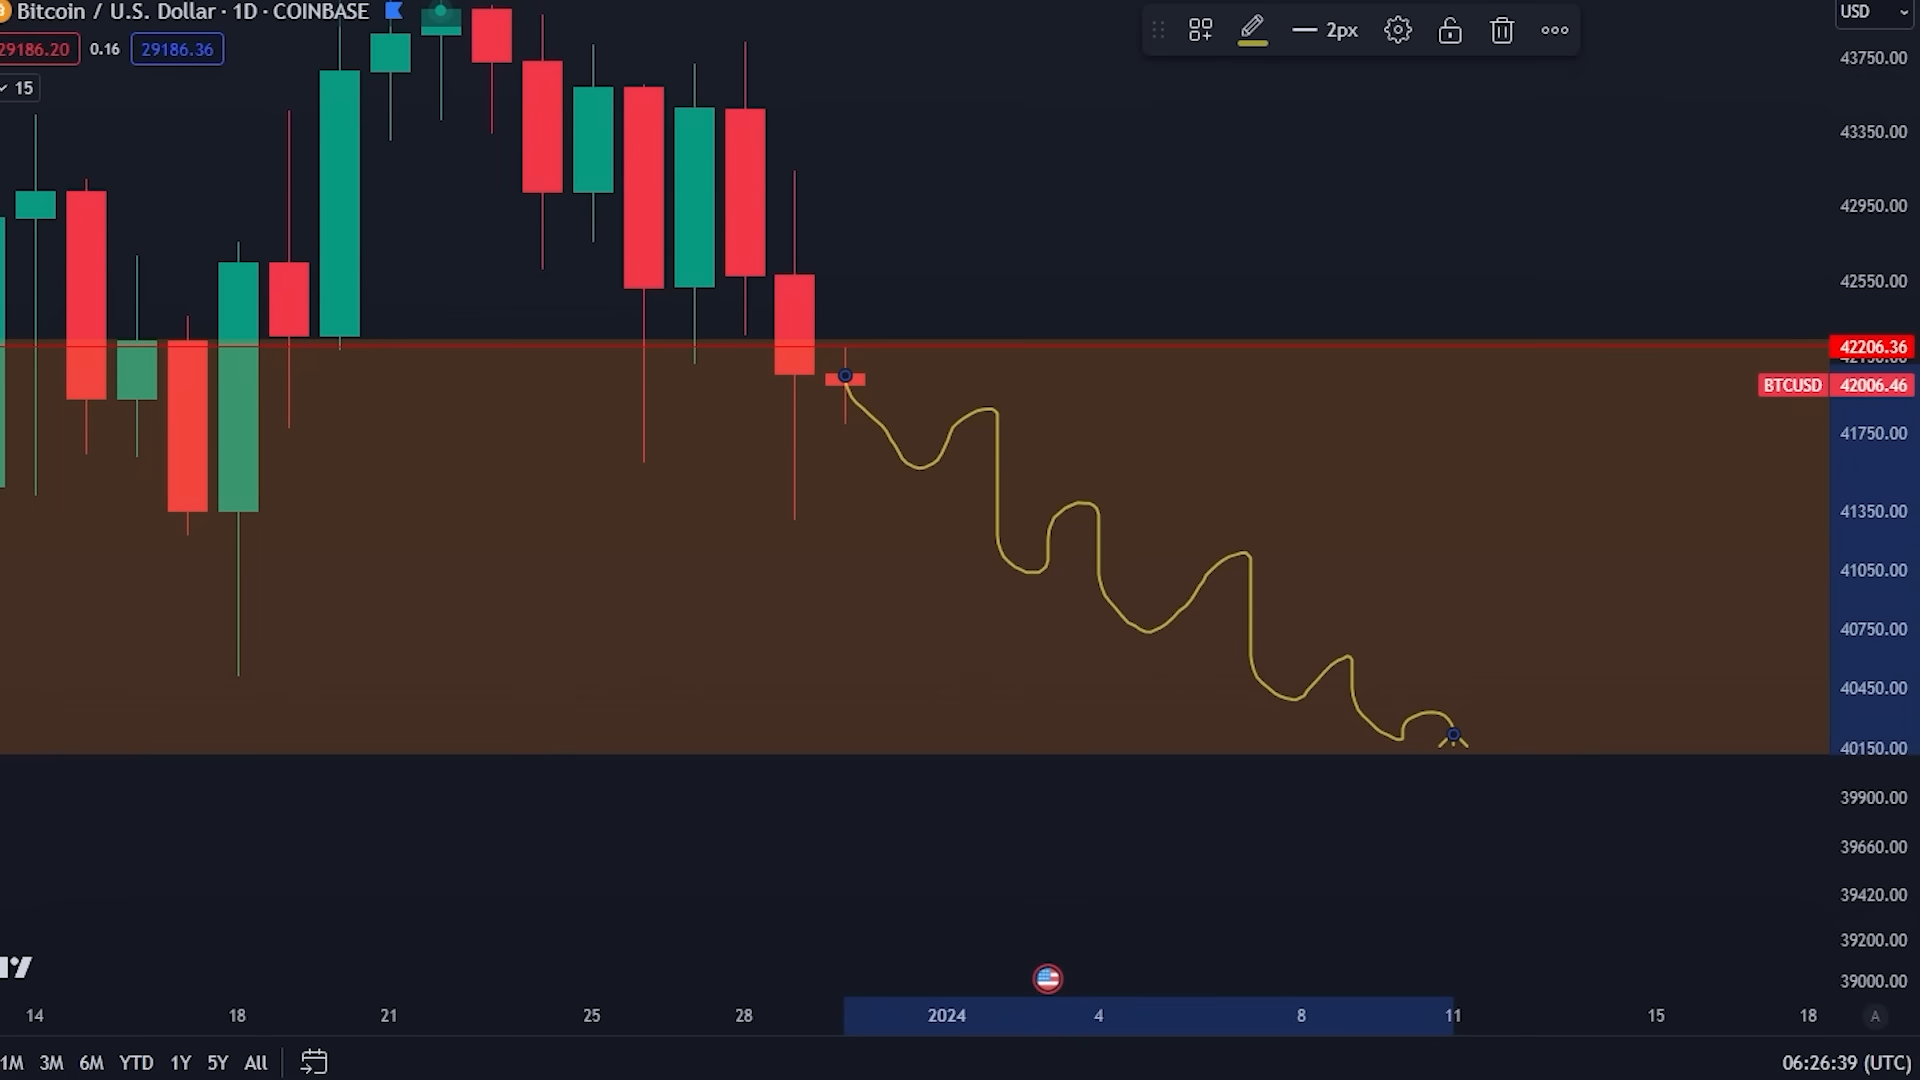 Bitcoin / U.S. Dollar · 1D · COINBASE
29186.20 0.16 29186.36
15
2px
USD
43750.00
43350.00
42950.00
42550.00
42206.36
BTCUSD 42006.46
41750.00
41350.00
41050.00
40750.00
40450.00
40150.00
39900.00
39660.00
39420.00
39200.00
39000.00
14 18 21 25 28 2024 4 8 11 15 18 A
1M 3M 6M YTD 1Y 5Y All
06:26:39 (UTC)